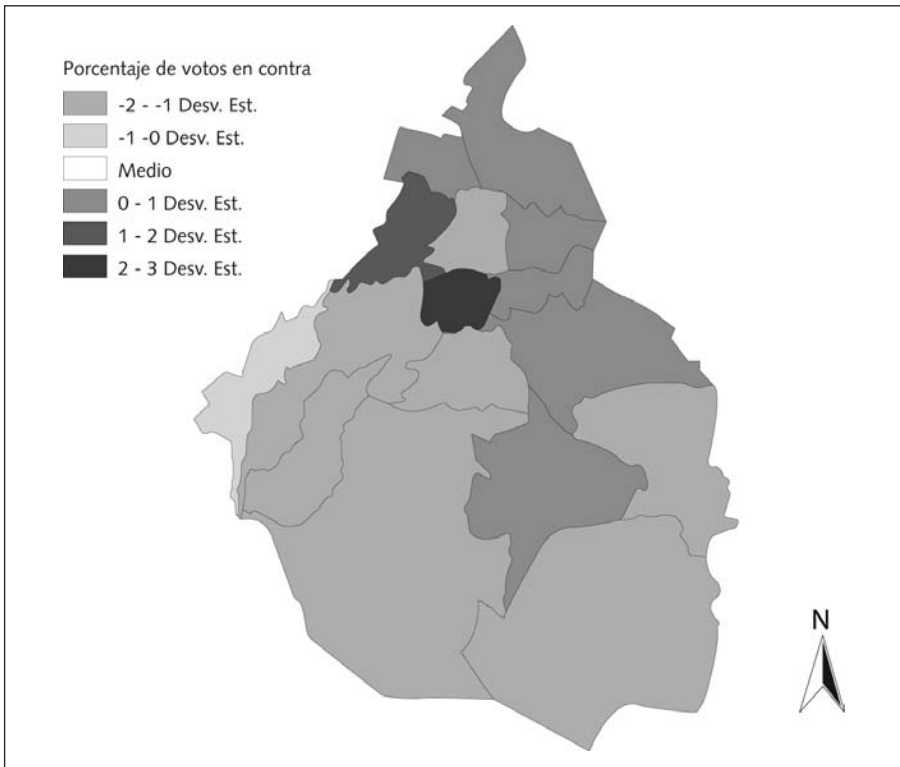 Porcentaje de votos en contra
-2 - -1 Desv. Est.
-1 -0 Desv. Est.
Medio
0 - 1 Desv. Est.
1 - 2 Desv. Est.
2 - 3 Desv. Est.
N